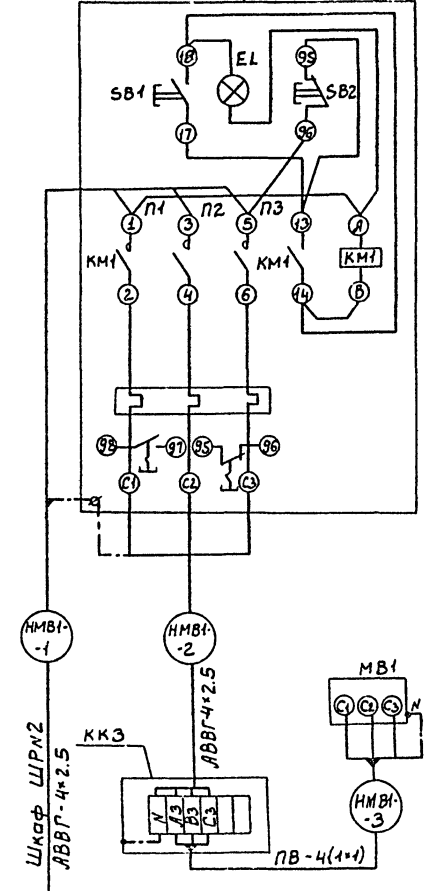 18 EL 95
SB1 SB2
17 96
1 П1 3 П2 5 П3 13 А
КМ1 КМ1 КМ1
2 4 6 14 В
98 97 95 96
С1 С2 С3
НМВ1-
-1
НМВ1-
-2
МВ1
С1 С2 С3 N
Шкаф ШР№2
АВВГ-4×2.5
АВВГ-4×2.5
КК3
N А3 В3 С3
НМВ1-
-3
ПВ-4(1×1)